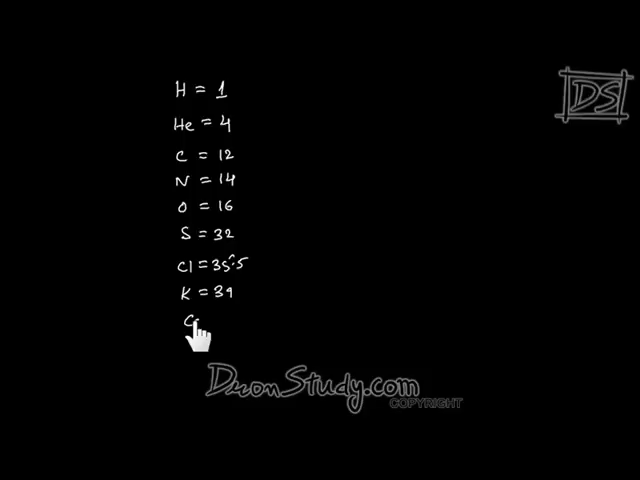 H = 1
He = 4
C = 12
N = 14
O = 16
S = 32
Cl = 35.5
K = 39
C
DS
DronStudy.com
COPYRIGHT